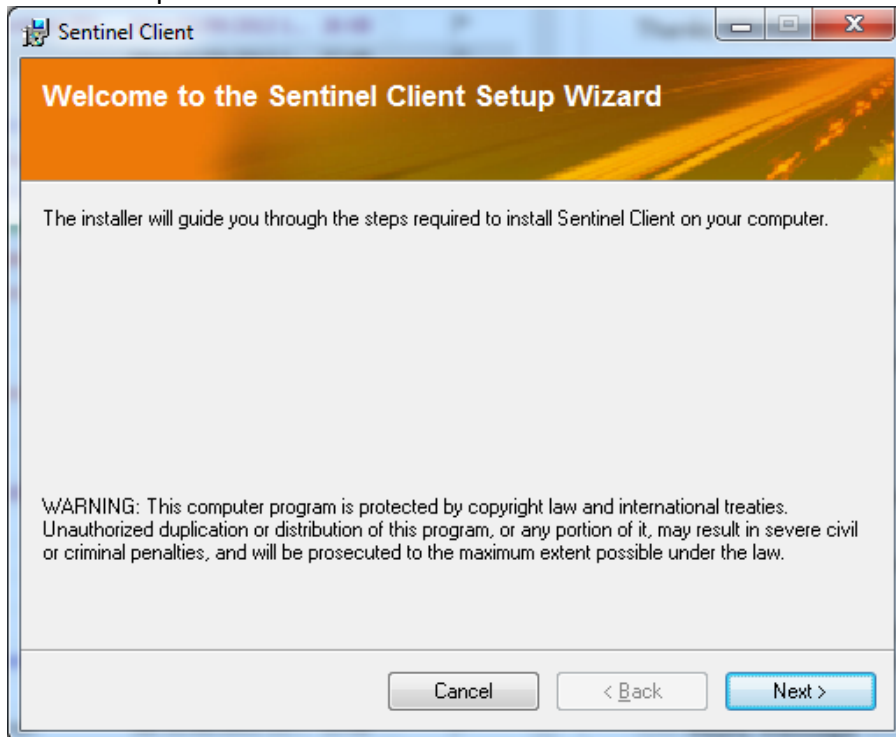 Sentinel Client
Welcome to the Sentinel Client Setup Wizard
The installer will guide you through the steps required to install Sentinel Client on your computer.
WARNING: This computer program is protected by copyright law and international treaties.
Unauthorized duplication or distribution of this program, or any portion of it, may result in severe civil
or criminal penalties, and will be prosecuted to the maximum extent possible under the law.
Cancel < Back Next >